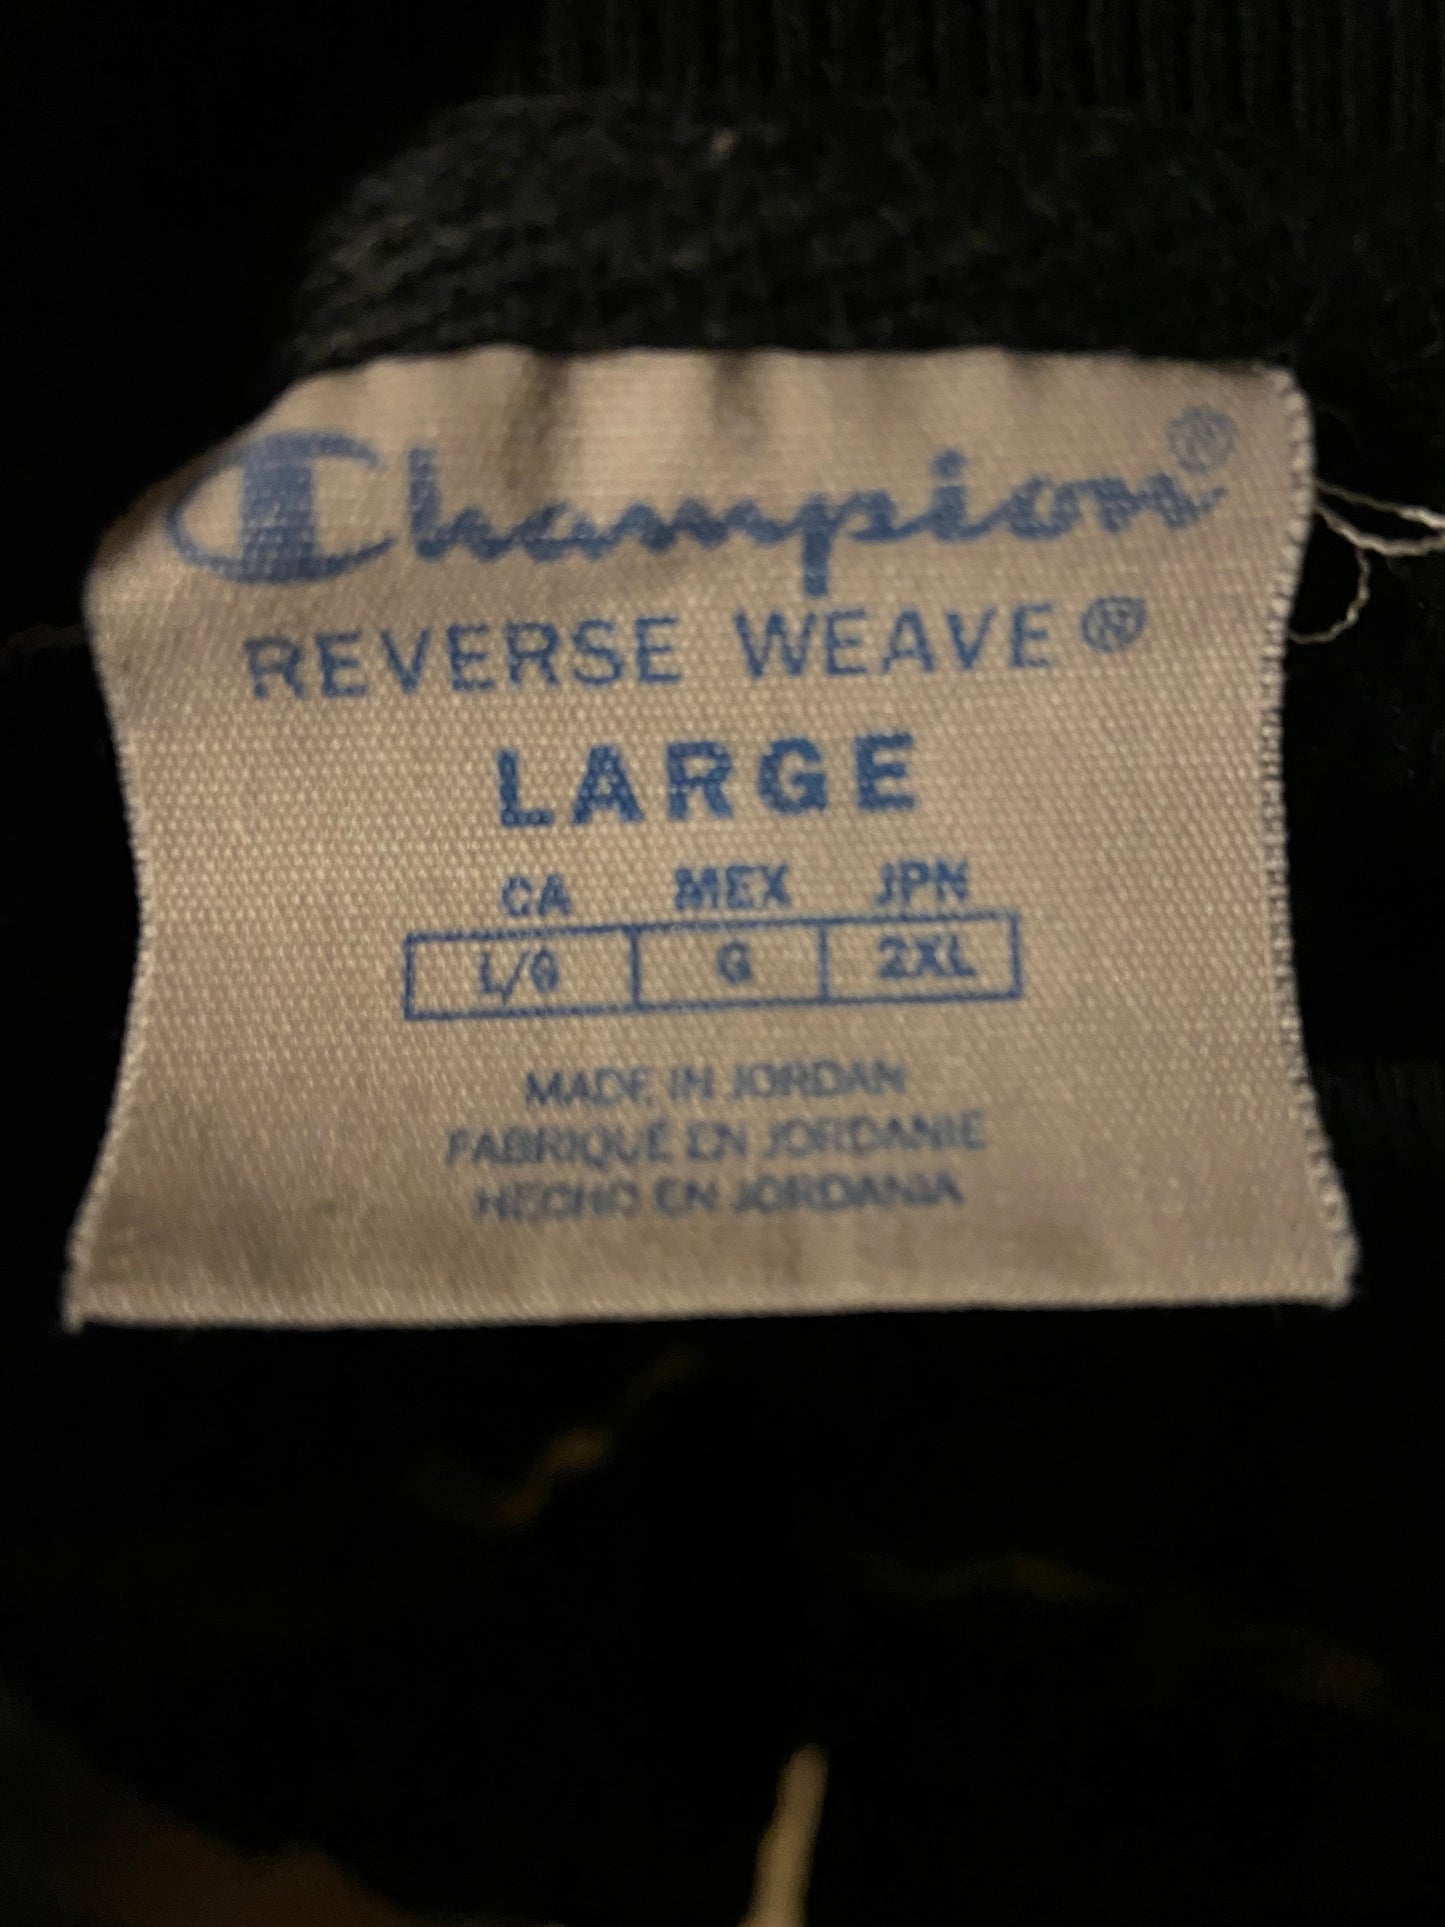 Champion®
REVERSE WEAVE®
LARGE
CA MEX JPN
L/G G 2XL
MADE IN JORDAN
FABRIQUÉ EN JORDANIE
HECHO EN JORDANIA